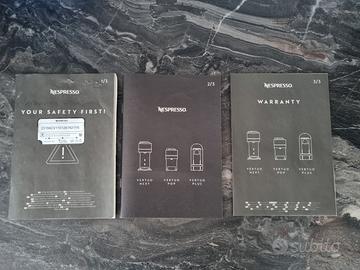 1/3
NESPRESSO
YOUR SAFETY FIRST!
2/3
NESPRESSO
VERTUO NEXT
VERTUO POP
VERTUO PLUS
3/3
NESPRESSO
WARRANTY
VERTUO NEXT
VERTUO POP
VERTUO PLUS
subito